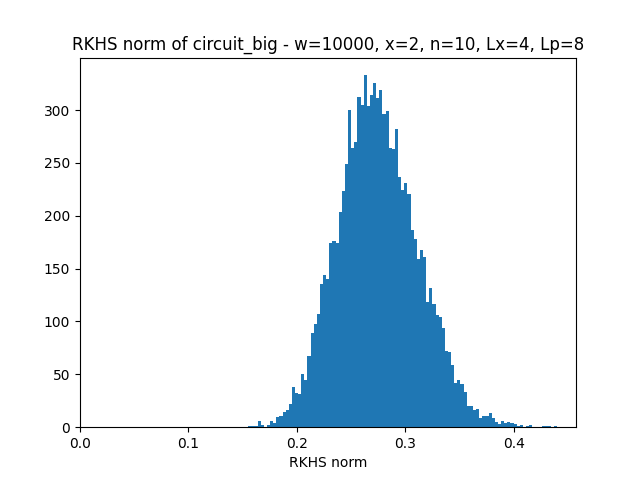 RKHS norm of circuit_big - w=10000, x=2, n=10, Lx=4, Lp=8
300
250
200
150
100
50
0
0.0 0.1 0.2 0.3 0.4
RKHS norm